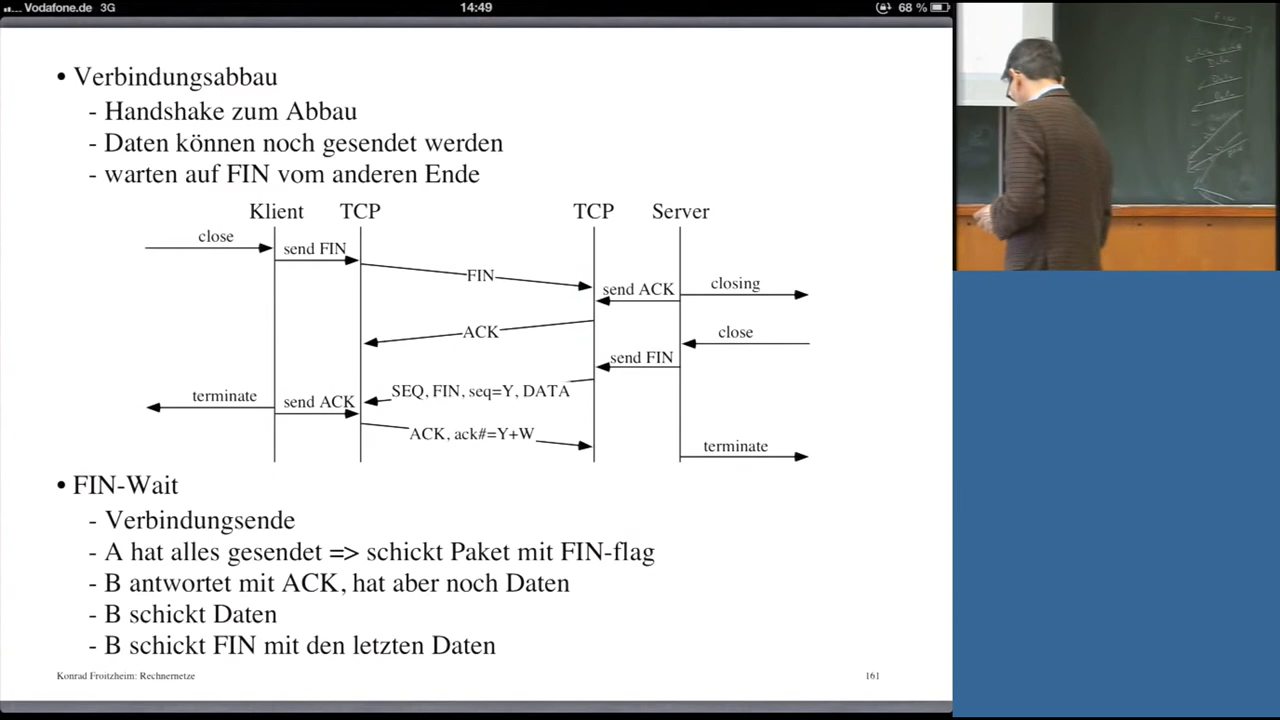 Vodafone.de 3G 14:49 68 %
• Verbindungsabbau
- Handshake zum Abbau
- Daten können noch gesendet werden
- warten auf FIN vom anderen Ende
Klient TCP TCP Server
close
send FIN
FIN
send ACK
closing
ACK
close
send FIN
SEQ, FIN, seq=Y, DATA
terminate
send ACK
ACK, ack#=Y+W
terminate
• FIN-Wait
- Verbindungsende
- A hat alles gesendet => schickt Paket mit FIN-flag
- B antwortet mit ACK, hat aber noch Daten
- B schickt Daten
- B schickt FIN mit den letzten Daten
Konrad Froitzheim: Rechnernetze 161